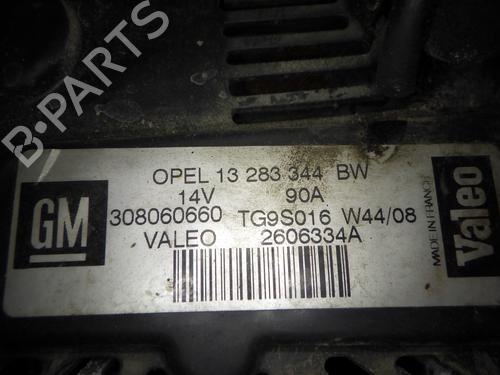 B-PARTS
OPEL 13 283 344 BW
14V 90A
308060660 TG9S016 W44/08
VALEO 2606334A
GM
MADE IN FRANCE
Valeo